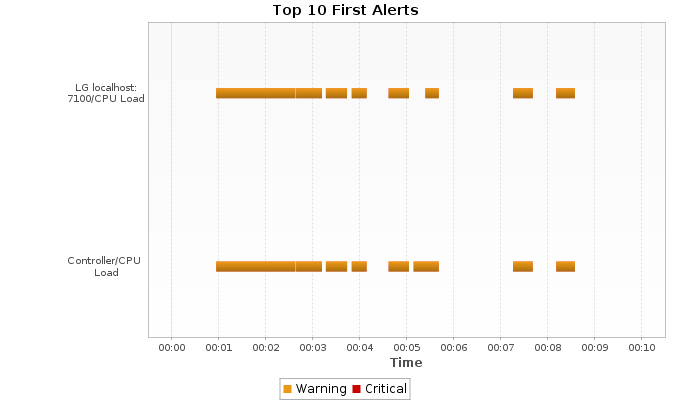 Top 10 First Alerts
LG localhost:
7100/CPU Load
Controller/CPU
Load
00:00 00:01 00:02 00:03 00:04 00:05 00:06 00:07 00:08 00:09 00:10
Time
Warning Critical